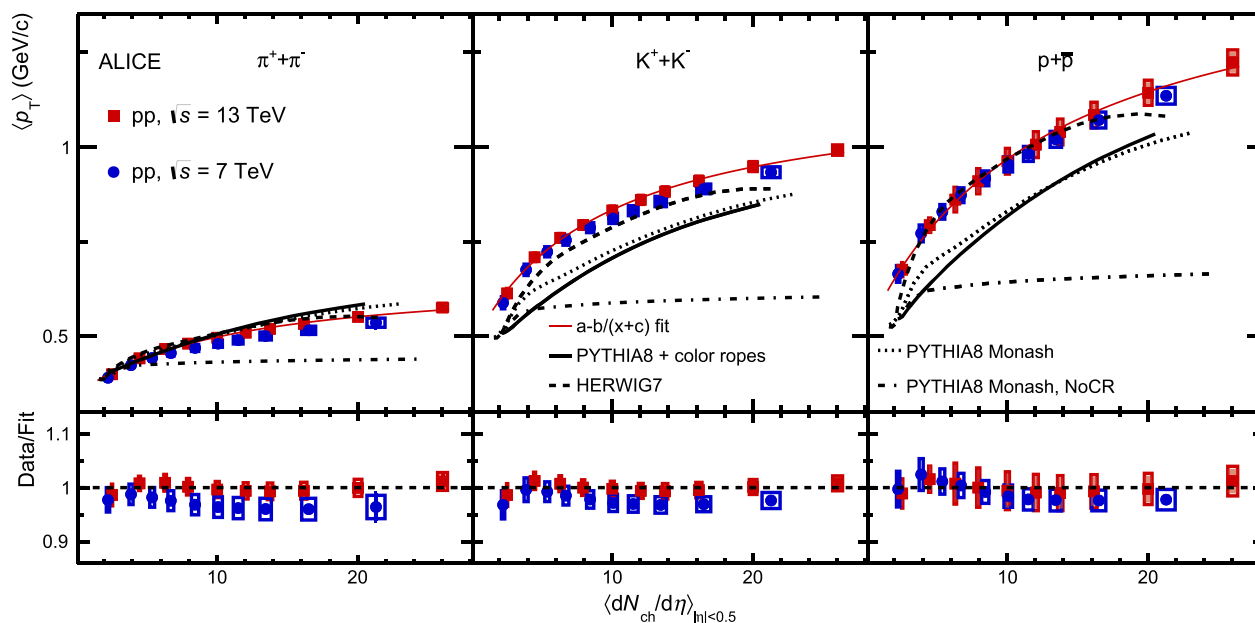 ⟨p_T⟩ (GeV/c)
ALICE
π⁺+π⁻
K⁺+K⁻
p+p̅
pp, √s = 13 TeV
pp, √s = 7 TeV
1
0.5
a-b/(x+c) fit
PYTHIA8 + color ropes
HERWIG7
PYTHIA8 Monash
PYTHIA8 Monash, NoCR
Data/Fit
1.1
1
0.9
10 20 10 20 10 20
⟨dN_ch/dη⟩_|η|<0.5